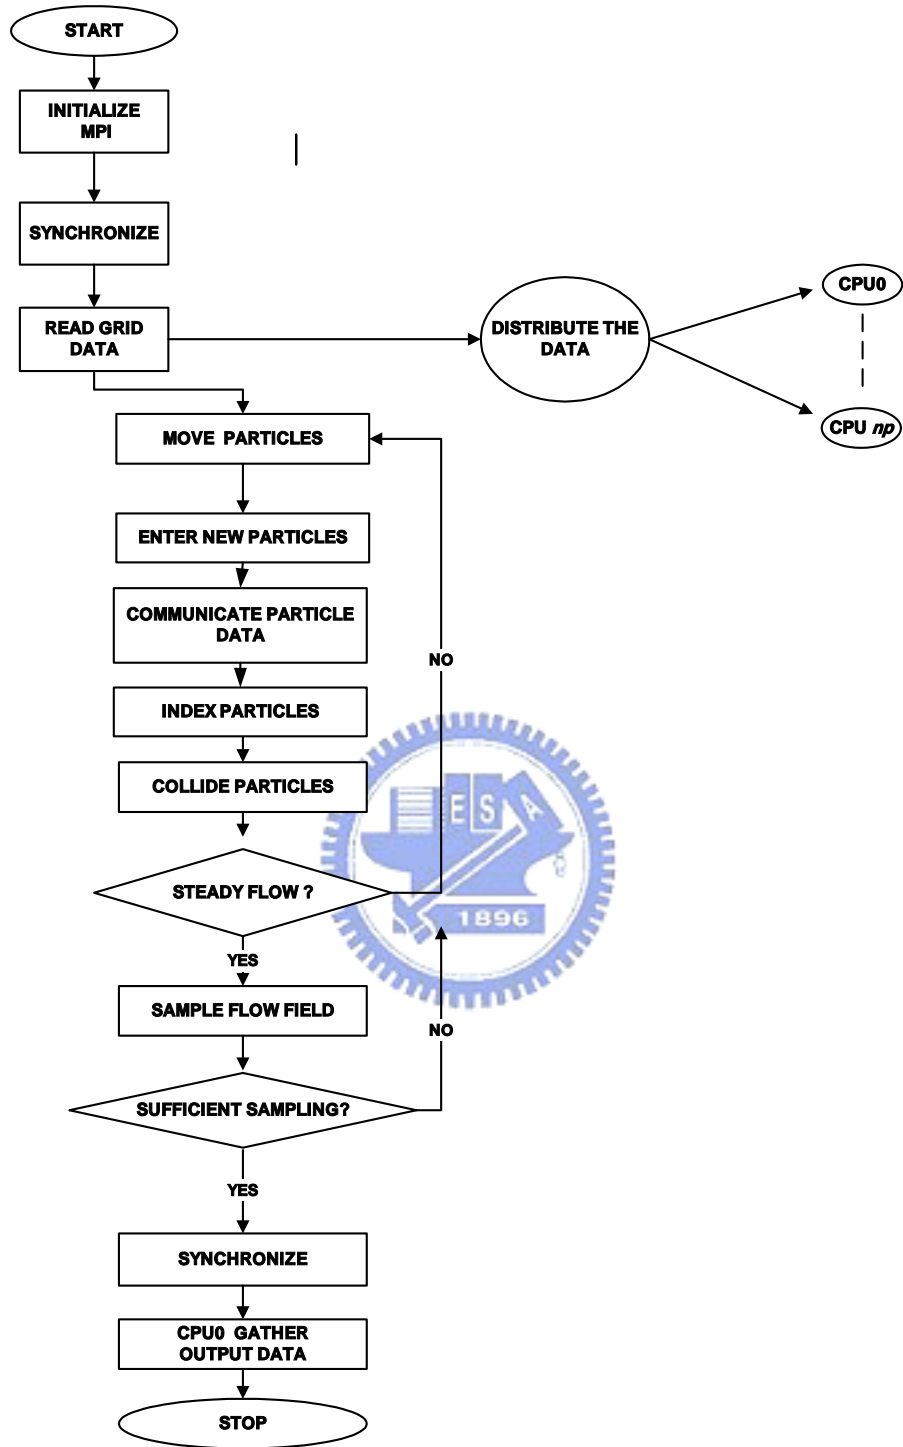 START
INITIALIZE
MPI
SYNCHRONIZE
READ GRID
DATA
DISTRIBUTE THE
DATA
CPU0
CPU np
MOVE PARTICLES
ENTER NEW PARTICLES
COMMUNICATE PARTICLE
DATA
NO
INDEX PARTICLES
COLLIDE PARTICLES
E S A
STEADY FLOW ?
1896
YES
SAMPLE FLOW FIELD
NO
SUFFICIENT SAMPLING?
YES
SYNCHRONIZE
CPU0 GATHER
OUTPUT DATA
STOP